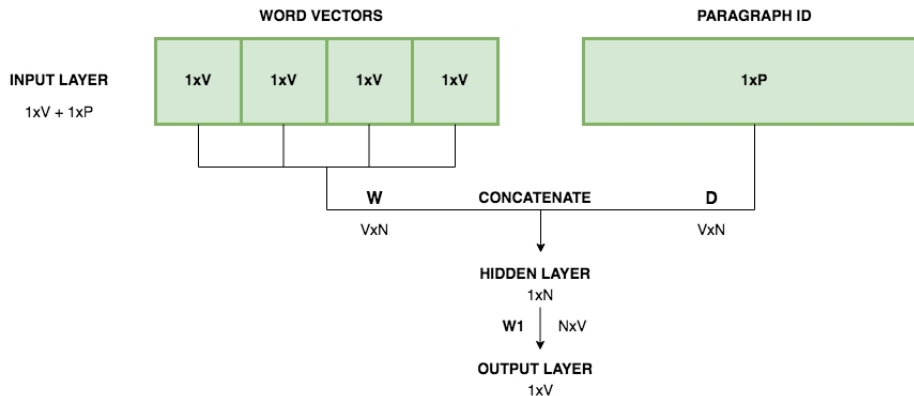 WORD VECTORS
PARAGRAPH ID
INPUT LAYER
1xV + 1xP
1xV
1xV
1xV
1xV
1xP
W
CONCATENATE
D
VxN
VxN
HIDDEN LAYER
1xN
W1
NxV
OUTPUT LAYER
1xV